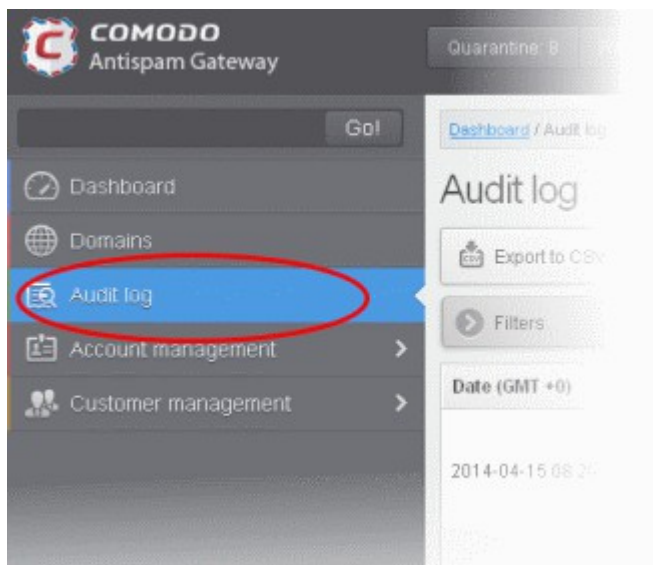 COMODO
Antispam Gateway
Quarantine: 8
Go!
Dashboard / Audit log
Dashboard
Audit log
Domains
Export to CSV
Audit log
Filters
Account management
Date (GMT +0)
Customer management
2014-04-15 08